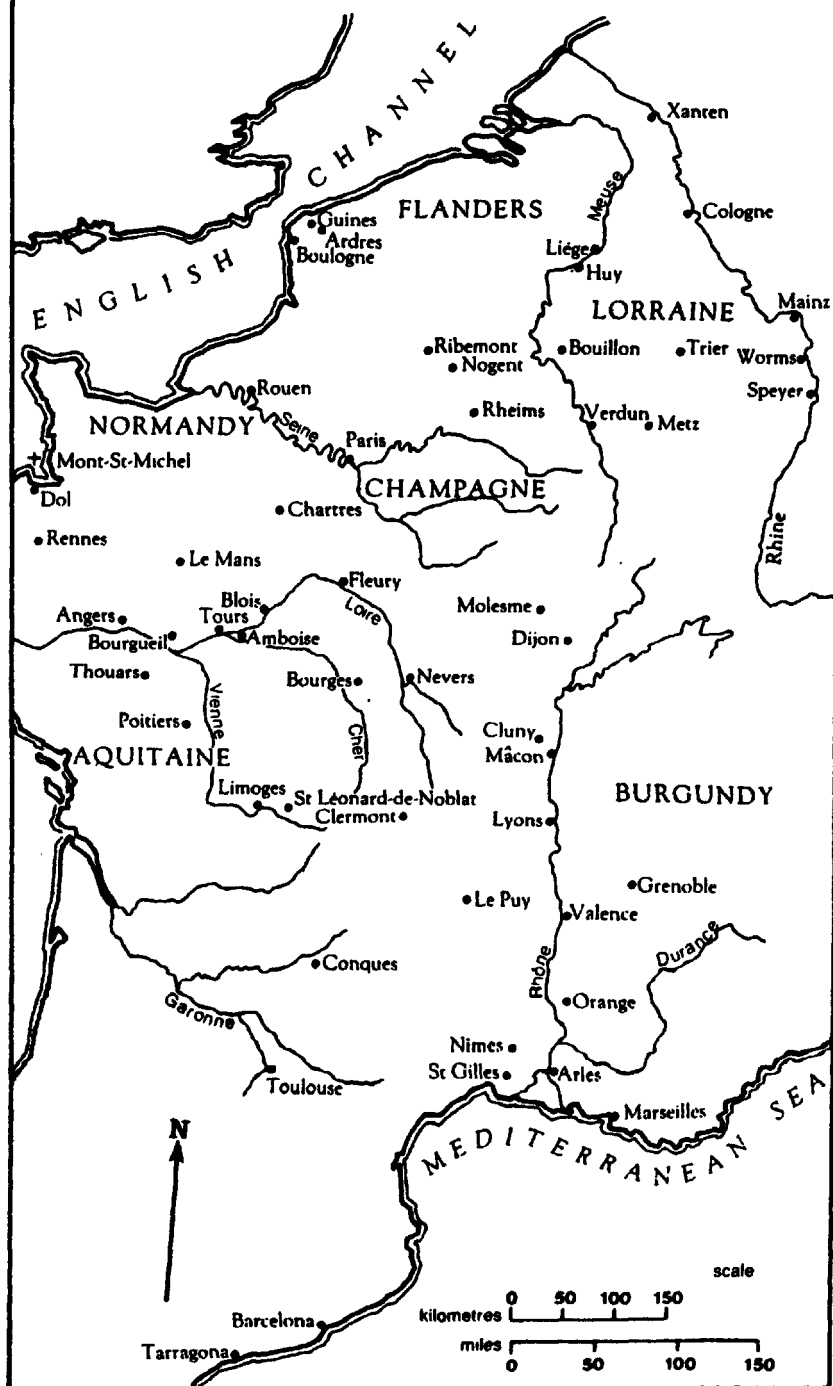 ENGLISH CHANNEL
Xanten
FLANDERS
Meuse
Cologne
Guines
Ardres
Boulogne
Liége
Huy
LORRAINE
Mainz
Ribemont
Bouillon
Trier
Worms
Nogent
Speyer
Rouen
Rheims
Verdun
Metz
NORMANDY
Seine
Paris
Mont-St-Michel
CHAMPAGNE
Dol
Chartres
Rennes
Rhine
Le Mans
Fleury
Blois
Loire
Molesme
Angers
Tours
Bourgueil
Amboise
Dijon
Thouars
Bourges
Nevers
Vienne
Poitiers
Cher
Cluny
Mâcon
AQUITAINE
Limoges
St Léonard-de-Noblat
Clermont
BURGUNDY
Lyons
Le Puy
Grenoble
Valence
Conques
Durance
Rhône
Garonne
Orange
Nimes
St Gilles
Arles
Toulouse
Marseilles
MEDITERRANEAN SEA
N
scale
0 50 100 150
kilometres
Barcelona
miles
Tarragona
0 50 100 150